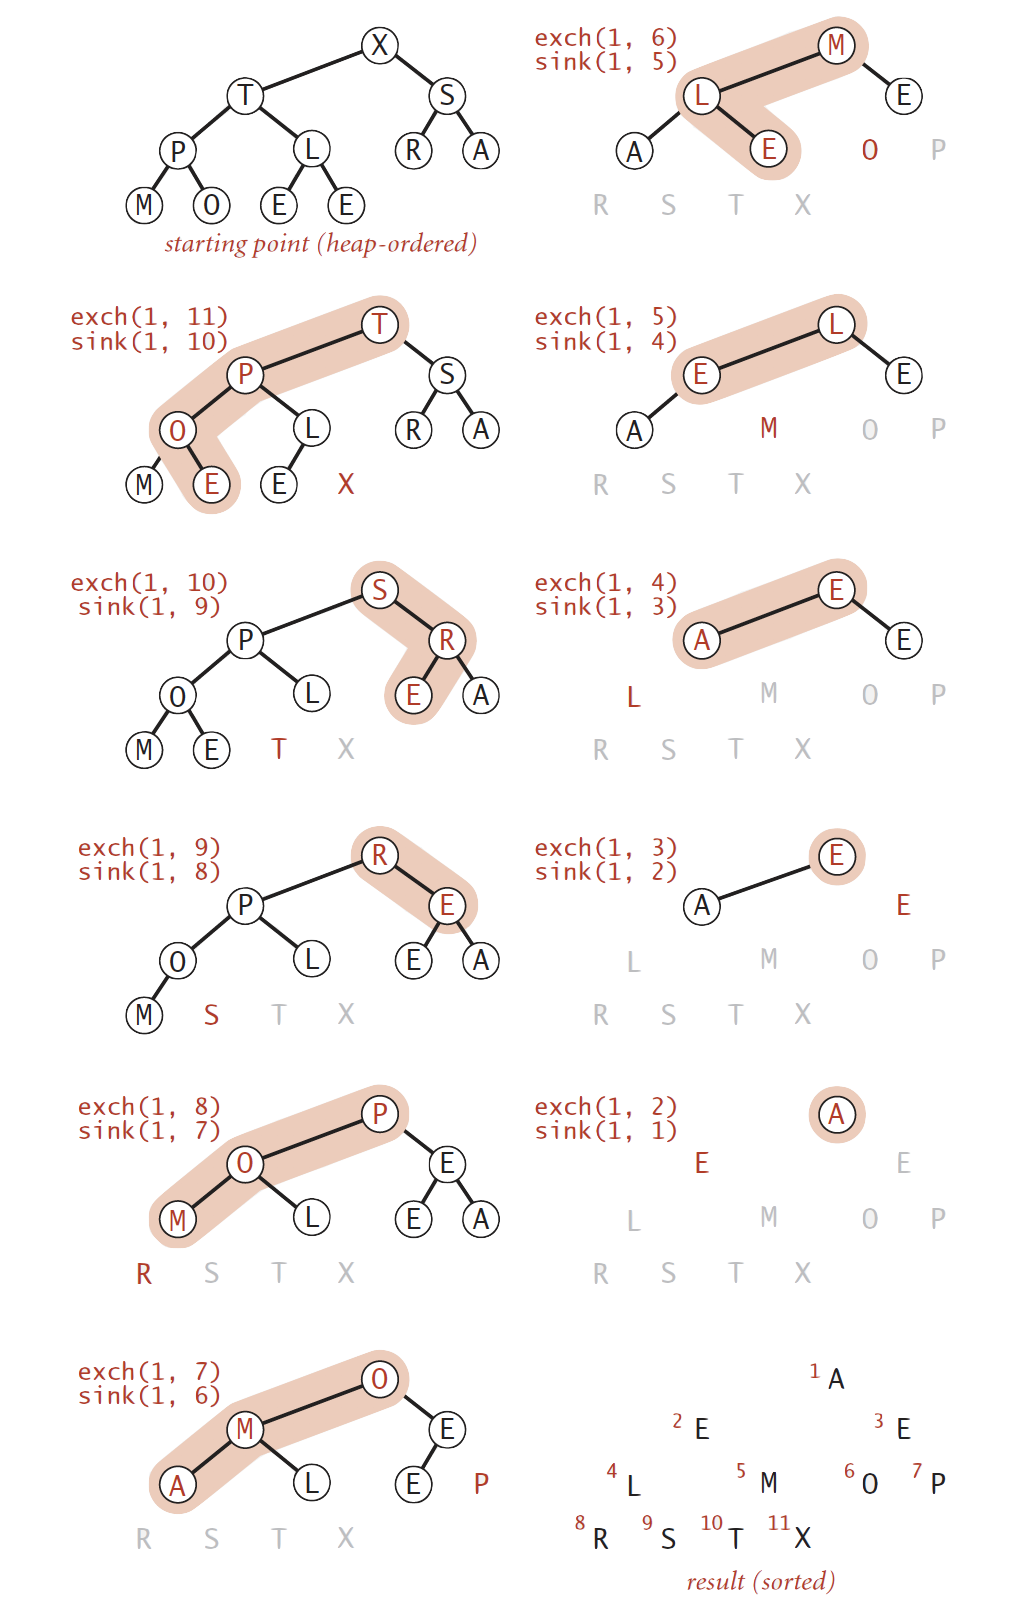 X
T S
P L R A
M O E E
starting point (heap-ordered)
exch(1, 11)
sink(1, 10)
T
P S
O L R A
M E E X
exch(1, 10)
sink(1, 9)
S
P R
O L E A
M E T X
exch(1, 9)
sink(1, 8)
R
P E
O L E A
M S T X
exch(1, 8)
sink(1, 7)
P
O E
M L E A
R S T X
exch(1, 7)
sink(1, 6)
O
M E
A L E P
R S T X
exch(1, 6)
sink(1, 5)
M
L E
A E O P
R S T X
exch(1, 5)
sink(1, 4)
L
E E
A M O P
R S T X
exch(1, 4)
sink(1, 3)
E
A E
L M O P
R S T X
exch(1, 3)
sink(1, 2)
E
A E
L M O P
R S T X
exch(1, 2)
sink(1, 1)
A
E E
L M O P
R S T X
1 A
2 E 3 E
4 L 5 M 6 O 7 P
8 R 9 S 10 T 11 X
result (sorted)